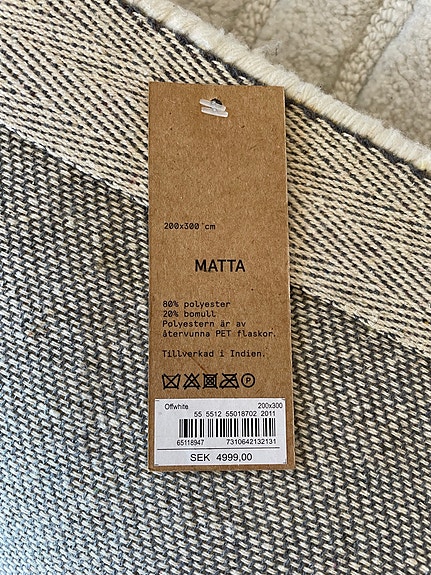 200x300 cm
MATTA
80% polyester
20% bomull
Polyestern är av
återvunna PET flaskor.
Tillverkad i Indien.
P
Offwhite 200x300
55 5512 55018702 2011
65118947 7310642132131
SEK 4999,00